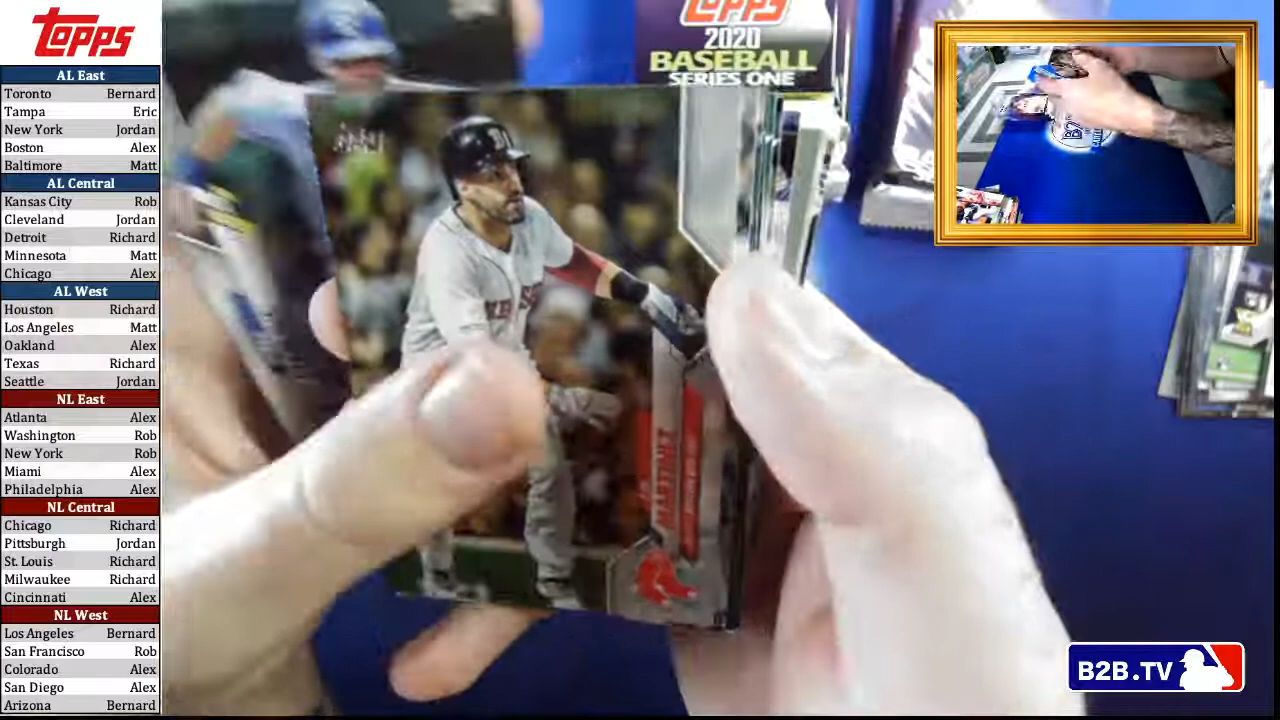 Topps
AL East
Toronto Bernard
Tampa Eric
New York Jordan
Boston Alex
Baltimore Matt
AL Central
Kansas City Rob
Cleveland Jordan
Detroit Richard
Minnesota Matt
Chicago Alex
AL West
Houston Richard
Los Angeles Matt
Oakland Alex
Texas Richard
Seattle Jordan
NL East
Atlanta Alex
Washington Rob
New York Rob
Miami Alex
Philadelphia Alex
NL Central
Chicago Richard
Pittsburgh Jordan
St. Louis Richard
Milwaukee Richard
Cincinnati Alex
NL West
Los Angeles Bernard
San Francisco Rob
Colorado Alex
San Diego Alex
Arizona Bernard
Topps
2020
BASEBALL
SERIES ONE
MARTINEZ
B2B.TV